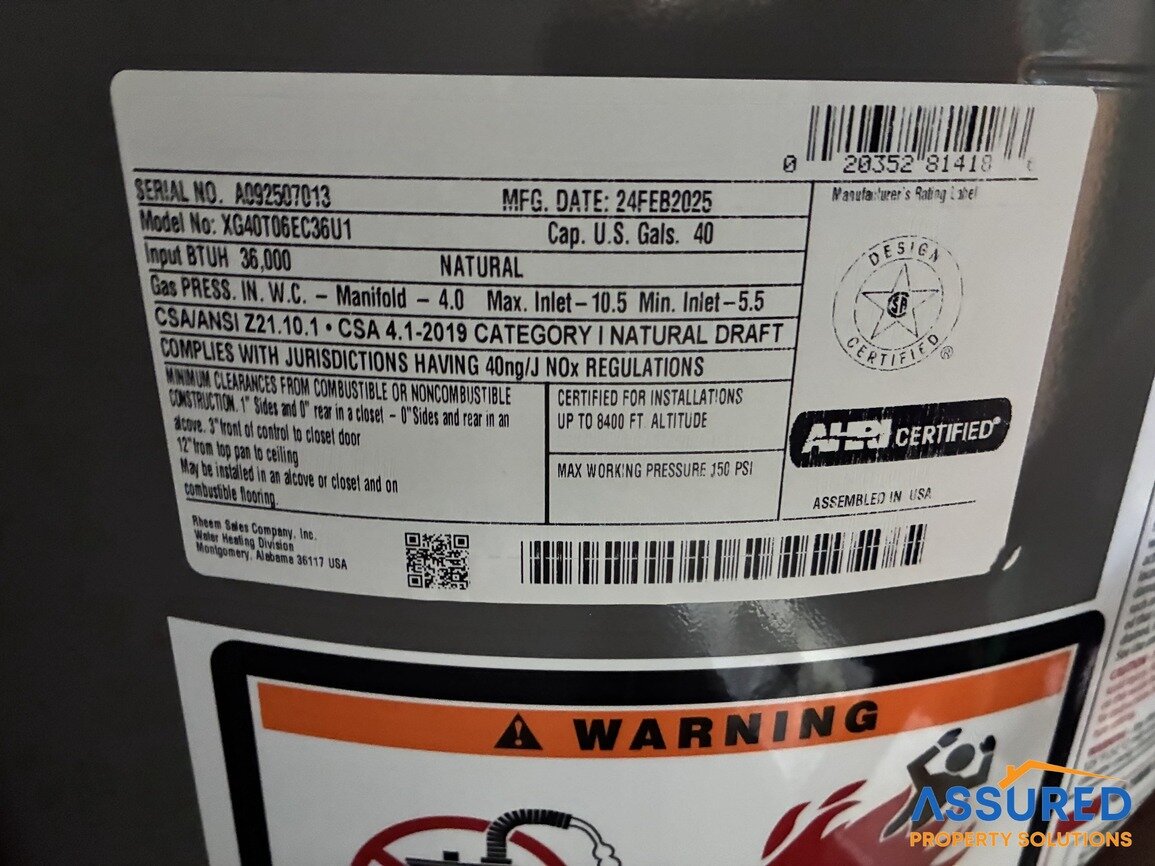 0 20352 81418
SERIAL NO. A092507013
MFG. DATE: 24FEB2025
Manufacturer's Rating Label
Model No: XG40T06EC36U1
Cap. U.S. Gals. 40
Input BTUH 36,000
NATURAL
Gas PRESS. IN. W.C. – Manifold – 4.0 Max. Inlet–10.5 Min. Inlet–5.5
CSA/ANSI Z21.10.1 • CSA 4.1-2019 CATEGORY I NATURAL DRAFT
COMPLIES WITH JURISDICTIONS HAVING 40ng/J NOx REGULATIONS
MINIMUM CLEARANCES FROM COMBUSTIBLE OR NONCOMBUSTIBLE
CONSTRUCTION. 1" Sides and 0" rear in a closet – 0" Sides and rear in an
alcove. 3" front of control to closet door
12" from top pan to ceiling
May be installed in an alcove or closet and on
combustible flooring.
CERTIFIED FOR INSTALLATIONS
UP TO 8400 FT. ALTITUDE
MAX WORKING PRESSURE 150 PSI
DESIGN
SA
CERTIFIED®
AHRI CERTIFIED®
ASSEMBLED IN USA
Rheem Sales Company, Inc.
Water Heating Division
Montgomery, Alabama 36117 USA
WARNING
ASSURED
PROPERTY SOLUTIONS